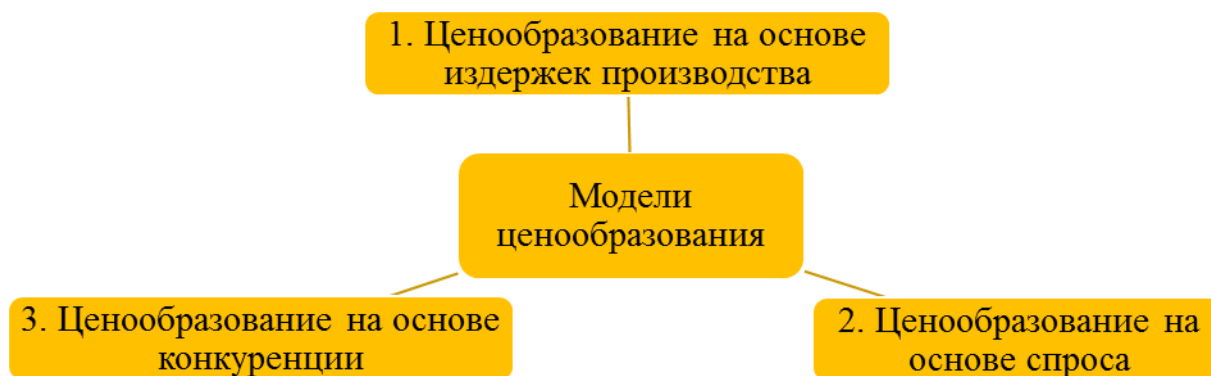 1. Ценообразование на основе
издержек производства
Модели
ценообразования
3. Ценообразование на основе
конкуренции
2. Ценообразование на
основе спроса